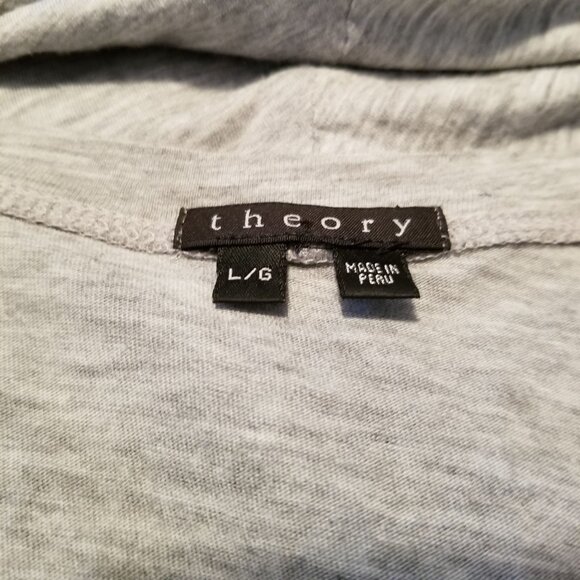 theory
L/G
MADE IN
PERU